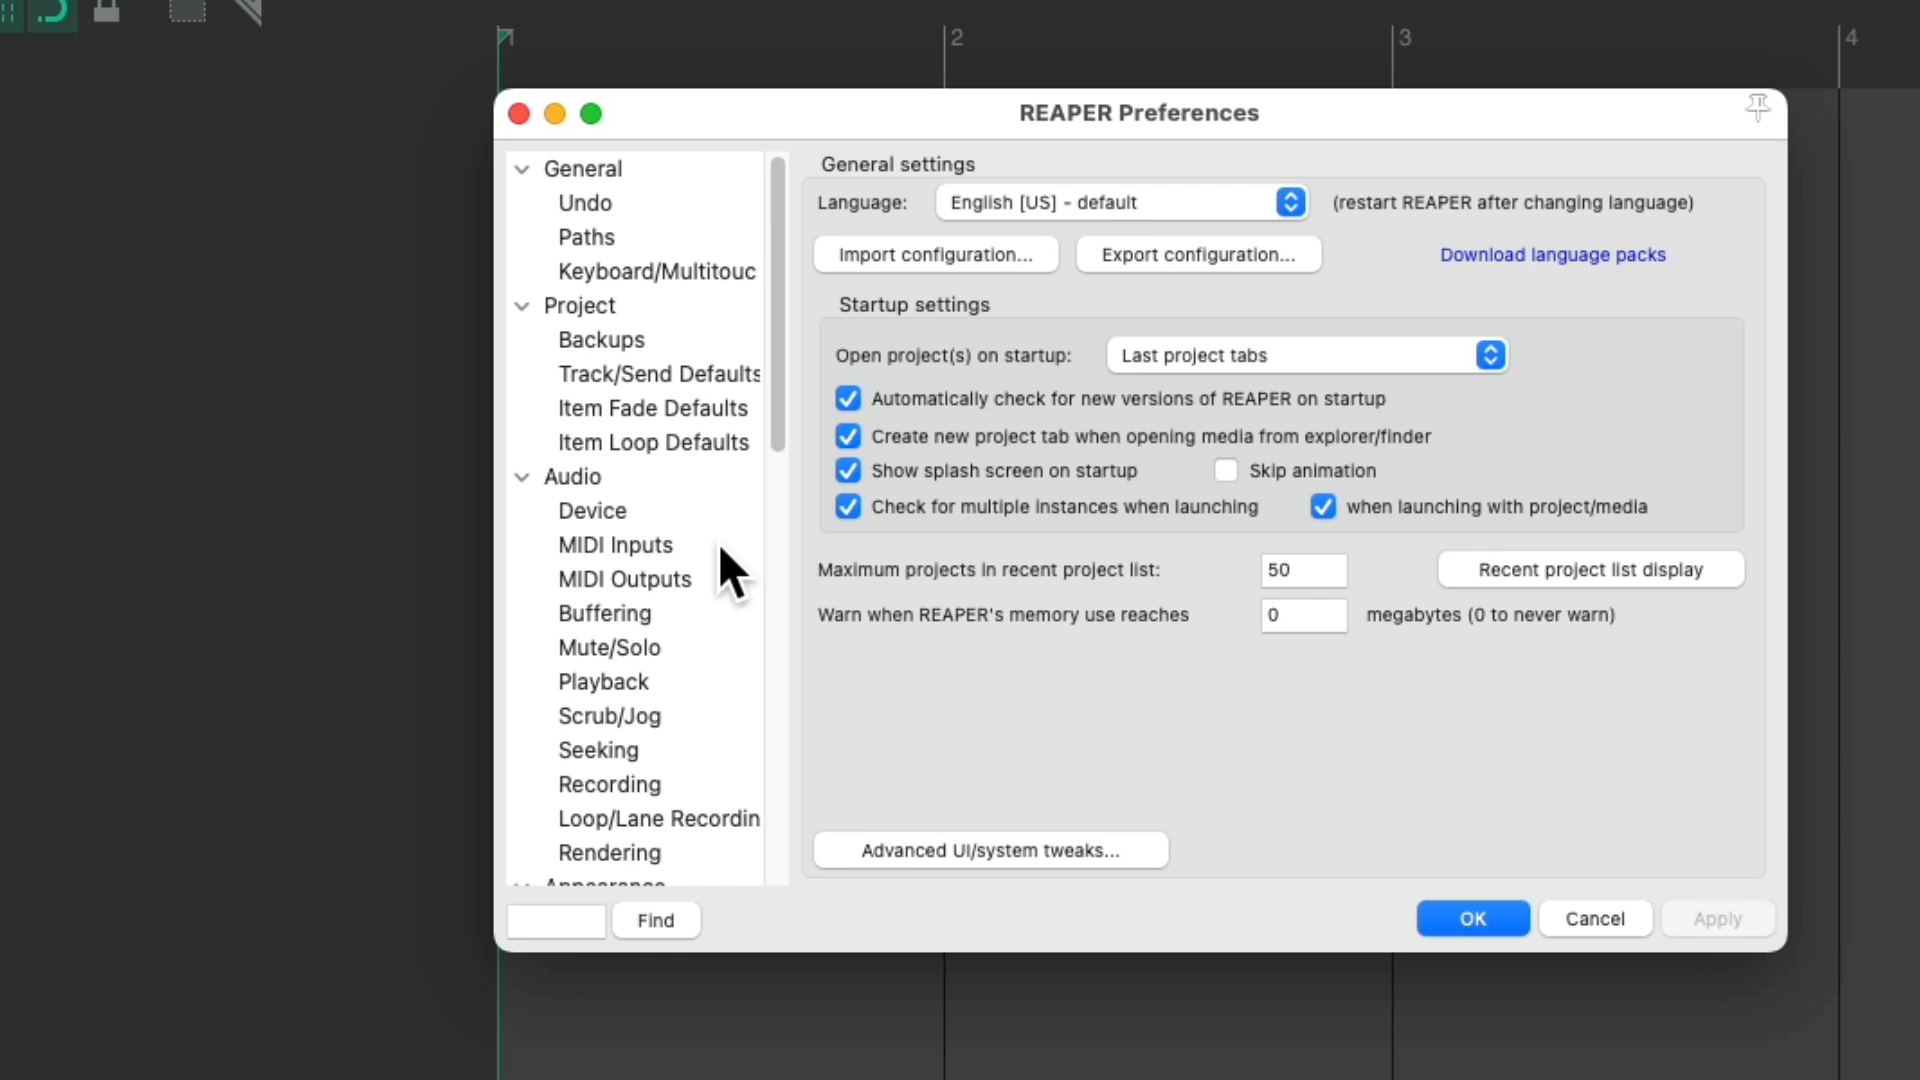 1
2
3
4
REAPER Preferences
General
Undo
Paths
Keyboard/Multitouc
Project
Backups
Track/Send Defaults
Item Fade Defaults
Item Loop Defaults
Audio
Device
MIDI Inputs
MIDI Outputs
Buffering
Mute/Solo
Playback
Scrub/Jog
Seeking
Recording
Loop/Lane Recordin
Rendering
Appearance
Find
General settings
Language: English [US] - default (restart REAPER after changing language)
Import configuration... Export configuration... Download language packs
Startup settings
Open project(s) on startup: Last project tabs
Automatically check for new versions of REAPER on startup
Create new project tab when opening media from explorer/finder
Show splash screen on startup Skip animation
Check for multiple instances when launching when launching with project/media
Maximum projects in recent project list: 50 Recent project list display
Warn when REAPER's memory use reaches 0 megabytes (0 to never warn)
Advanced UI/system tweaks...
OK Cancel Apply